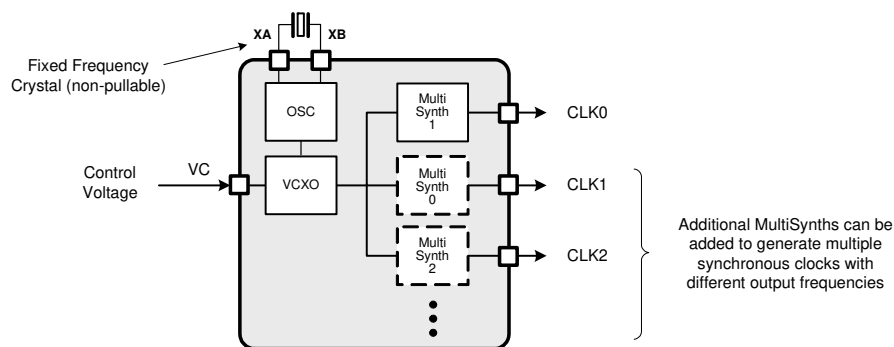 XA
XB
Fixed Frequency
Crystal (non-pullable)
OSC
Multi
Synth
1
CLK0
Control
Voltage
VC
VCXO
Multi
Synth
0
CLK1
Multi
Synth
2
CLK2
Additional MultiSynths can be
added to generate multiple
synchronous clocks with
different output frequencies